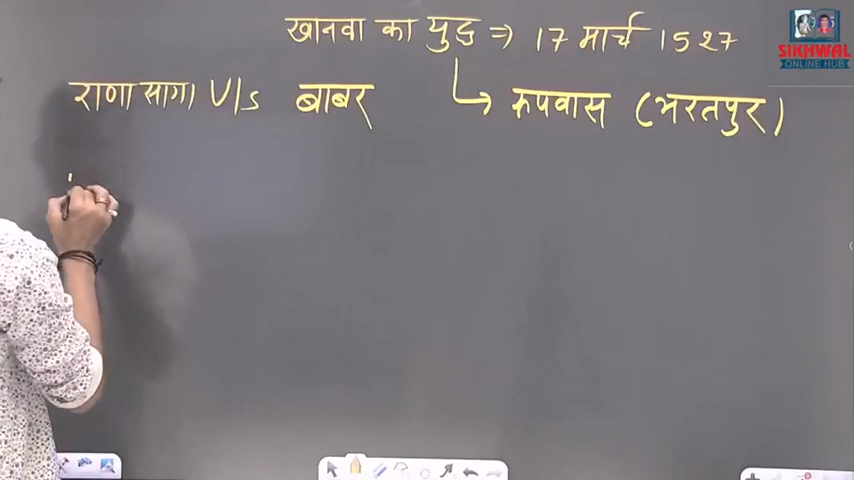 खानवा का युद्ध ⇒ 17 मार्च 1527
SIKHWAL
ONLINE HUB
राणा सागा V/s बाबर
रुपवास (भरतपुर)